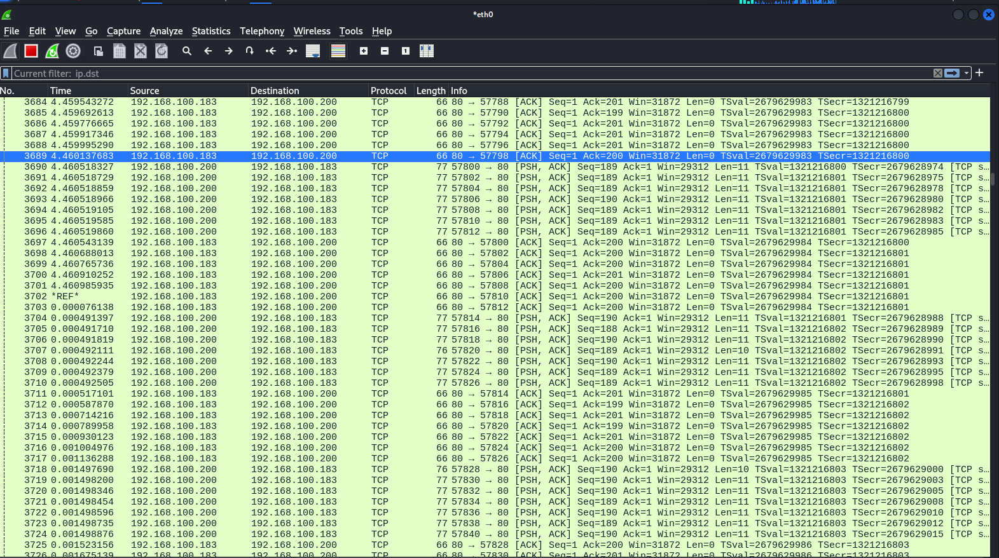 *eth0
File Edit View Go Capture Analyze Statistics Telephony Wireless Tools Help
Current filter: ip.dst
No. Time Source Destination Protocol Length Info
3684 4.459543272 192.168.100.183 192.168.100.200 TCP 66 80 → 57788 [ACK] Seq=1 Ack=201 Win=31872 Len=0 TSval=2679629983 TSecr=1321216799
3685 4.459692613 192.168.100.183 192.168.100.200 TCP 66 80 → 57790 [ACK] Seq=1 Ack=199 Win=31872 Len=0 TSval=2679629983 TSecr=1321216800
3686 4.459776665 192.168.100.183 192.168.100.200 TCP 66 80 → 57792 [ACK] Seq=1 Ack=201 Win=31872 Len=0 TSval=2679629983 TSecr=1321216800
3687 4.459917346 192.168.100.183 192.168.100.200 TCP 66 80 → 57794 [ACK] Seq=1 Ack=201 Win=31872 Len=0 TSval=2679629983 TSecr=1321216800
3688 4.459995290 192.168.100.183 192.168.100.200 TCP 66 80 → 57796 [ACK] Seq=1 Ack=201 Win=31872 Len=0 TSval=2679629983 TSecr=1321216800
3689 4.460137683 192.168.100.183 192.168.100.200 TCP 66 80 → 57798 [ACK] Seq=1 Ack=200 Win=31872 Len=0 TSval=2679629983 TSecr=1321216800
3690 4.460518327 192.168.100.200 192.168.100.183 TCP 77 57800 → 80 [PSH, ACK] Seq=189 Ack=1 Win=29312 Len=11 TSval=1321216800 TSecr=2679628974 [TCP s…
3691 4.460518729 192.168.100.200 192.168.100.183 TCP 77 57802 → 80 [PSH, ACK] Seq=189 Ack=1 Win=29312 Len=11 TSval=1321216801 TSecr=2679628975 [TCP s…
3692 4.460518859 192.168.100.200 192.168.100.183 TCP 77 57804 → 80 [PSH, ACK] Seq=189 Ack=1 Win=29312 Len=11 TSval=1321216801 TSecr=2679628978 [TCP s…
3693 4.460518966 192.168.100.200 192.168.100.183 TCP 77 57806 → 80 [PSH, ACK] Seq=190 Ack=1 Win=29312 Len=11 TSval=1321216801 TSecr=2679628980 [TCP s…
3694 4.460519105 192.168.100.200 192.168.100.183 TCP 77 57808 → 80 [PSH, ACK] Seq=189 Ack=1 Win=29312 Len=11 TSval=1321216801 TSecr=2679628982 [TCP s…
3695 4.460519585 192.168.100.200 192.168.100.183 TCP 77 57810 → 80 [PSH, ACK] Seq=189 Ack=1 Win=29312 Len=11 TSval=1321216801 TSecr=2679628983 [TCP s…
3696 4.460519860 192.168.100.200 192.168.100.183 TCP 77 57812 → 80 [PSH, ACK] Seq=189 Ack=1 Win=29312 Len=11 TSval=1321216801 TSecr=2679628985 [TCP s…
3697 4.460543139 192.168.100.183 192.168.100.200 TCP 66 80 → 57800 [ACK] Seq=1 Ack=200 Win=31872 Len=0 TSval=2679629984 TSecr=1321216800
3698 4.460688013 192.168.100.183 192.168.100.200 TCP 66 80 → 57802 [ACK] Seq=1 Ack=200 Win=31872 Len=0 TSval=2679629984 TSecr=1321216801
3699 4.460765736 192.168.100.183 192.168.100.200 TCP 66 80 → 57804 [ACK] Seq=1 Ack=200 Win=31872 Len=0 TSval=2679629984 TSecr=1321216801
3700 4.460910252 192.168.100.183 192.168.100.200 TCP 66 80 → 57806 [ACK] Seq=1 Ack=201 Win=31872 Len=0 TSval=2679629984 TSecr=1321216801
3701 4.460985935 192.168.100.183 192.168.100.200 TCP 66 80 → 57808 [ACK] Seq=1 Ack=200 Win=31872 Len=0 TSval=2679629984 TSecr=1321216801
3702 *REF* 192.168.100.183 192.168.100.200 TCP 66 80 → 57810 [ACK] Seq=1 Ack=200 Win=31872 Len=0 TSval=2679629984 TSecr=1321216801
3703 0.000076138 192.168.100.183 192.168.100.200 TCP 66 80 → 57812 [ACK] Seq=1 Ack=200 Win=31872 Len=0 TSval=2679629984 TSecr=1321216801
3704 0.000491397 192.168.100.200 192.168.100.183 TCP 77 57814 → 80 [PSH, ACK] Seq=190 Ack=1 Win=29312 Len=11 TSval=1321216801 TSecr=2679628988 [TCP s…
3705 0.000491710 192.168.100.200 192.168.100.183 TCP 77 57816 → 80 [PSH, ACK] Seq=188 Ack=1 Win=29312 Len=11 TSval=1321216802 TSecr=2679628989 [TCP s…
3706 0.000491819 192.168.100.200 192.168.100.183 TCP 77 57818 → 80 [PSH, ACK] Seq=190 Ack=1 Win=29312 Len=11 TSval=1321216802 TSecr=2679628990 [TCP s…
3707 0.000492111 192.168.100.200 192.168.100.183 TCP 76 57820 → 80 [PSH, ACK] Seq=189 Ack=1 Win=29312 Len=10 TSval=1321216802 TSecr=2679628991 [TCP s…
3708 0.000492244 192.168.100.200 192.168.100.183 TCP 77 57822 → 80 [PSH, ACK] Seq=190 Ack=1 Win=29312 Len=11 TSval=1321216802 TSecr=2679628993 [TCP s…
3709 0.000492379 192.168.100.200 192.168.100.183 TCP 77 57824 → 80 [PSH, ACK] Seq=189 Ack=1 Win=29312 Len=11 TSval=1321216802 TSecr=2679628995 [TCP s…
3710 0.000492505 192.168.100.200 192.168.100.183 TCP 77 57826 → 80 [PSH, ACK] Seq=189 Ack=1 Win=29312 Len=11 TSval=1321216802 TSecr=2679628998 [TCP s…
3711 0.000517101 192.168.100.183 192.168.100.200 TCP 66 80 → 57814 [ACK] Seq=1 Ack=201 Win=31872 Len=0 TSval=2679629985 TSecr=1321216801
3712 0.000587870 192.168.100.183 192.168.100.200 TCP 66 80 → 57816 [ACK] Seq=1 Ack=199 Win=31872 Len=0 TSval=2679629985 TSecr=1321216802
3713 0.000714216 192.168.100.183 192.168.100.200 TCP 66 80 → 57818 [ACK] Seq=1 Ack=201 Win=31872 Len=0 TSval=2679629985 TSecr=1321216802
3714 0.000789958 192.168.100.183 192.168.100.200 TCP 66 80 → 57820 [ACK] Seq=1 Ack=199 Win=31872 Len=0 TSval=2679629985 TSecr=1321216802
3715 0.000930123 192.168.100.183 192.168.100.200 TCP 66 80 → 57822 [ACK] Seq=1 Ack=201 Win=31872 Len=0 TSval=2679629985 TSecr=1321216802
3716 0.001004976 192.168.100.183 192.168.100.200 TCP 66 80 → 57824 [ACK] Seq=1 Ack=200 Win=31872 Len=0 TSval=2679629985 TSecr=1321216802
3717 0.001136288 192.168.100.183 192.168.100.200 TCP 66 80 → 57826 [ACK] Seq=1 Ack=200 Win=31872 Len=0 TSval=2679629985 TSecr=1321216802
3718 0.001497690 192.168.100.200 192.168.100.183 TCP 76 57828 → 80 [PSH, ACK] Seq=190 Ack=1 Win=29312 Len=10 TSval=1321216803 TSecr=2679629000 [TCP s…
3719 0.001498200 192.168.100.200 192.168.100.183 TCP 77 57830 → 80 [PSH, ACK] Seq=190 Ack=1 Win=29312 Len=11 TSval=1321216803 TSecr=2679629003 [TCP s…
3720 0.001498346 192.168.100.200 192.168.100.183 TCP 77 57832 → 80 [PSH, ACK] Seq=190 Ack=1 Win=29312 Len=11 TSval=1321216803 TSecr=2679629005 [TCP s…
3721 0.001498454 192.168.100.200 192.168.100.183 TCP 77 57834 → 80 [PSH, ACK] Seq=189 Ack=1 Win=29312 Len=11 TSval=1321216803 TSecr=2679629008 [TCP s…
3722 0.001498596 192.168.100.200 192.168.100.183 TCP 77 57836 → 80 [PSH, ACK] Seq=190 Ack=1 Win=29312 Len=11 TSval=1321216803 TSecr=2679629010 [TCP s…
3723 0.001498735 192.168.100.200 192.168.100.183 TCP 77 57838 → 80 [PSH, ACK] Seq=189 Ack=1 Win=29312 Len=11 TSval=1321216803 TSecr=2679629012 [TCP s…
3724 0.001498876 192.168.100.200 192.168.100.183 TCP 77 57840 → 80 [PSH, ACK] Seq=190 Ack=1 Win=29312 Len=11 TSval=1321216803 TSecr=2679629015 [TCP s…
3725 0.001523156 192.168.100.183 192.168.100.200 TCP 66 80 → 57828 [ACK] Seq=1 Ack=200 Win=31872 Len=0 TSval=2679629986 TSecr=1321216803
3726 0.001675139 192.168.100.183 192.168.100.200 TCP 66 80 → 57830 [ACK] Seq=1 Ack=201 Win=31872 Len=0 TSval=2679629986 TSecr=1321216803